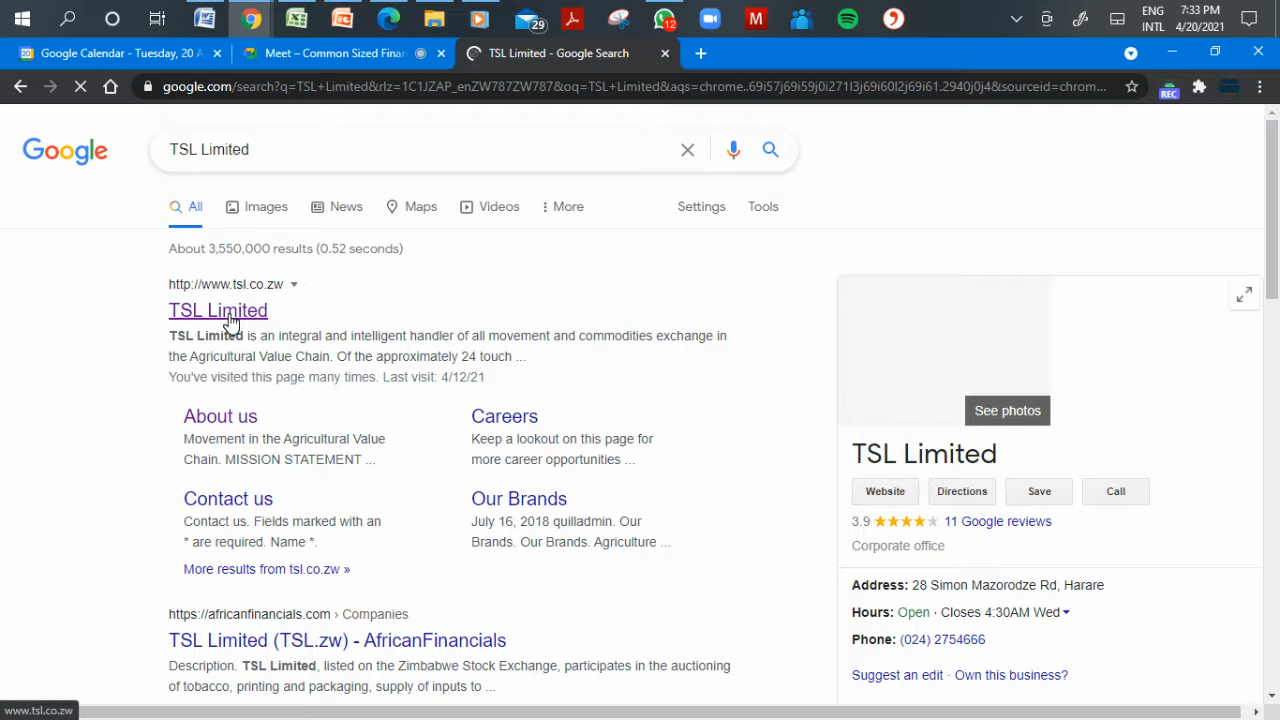 ENG
7:33 PM
INTL
4/20/2021
29
12
M
20
Google Calendar - Tuesday, 20 A
Meet – Common Sized Finan
TSL Limited - Google Search
google.com/search?q=TSL+Limited&rlz=1C1JZAP_enZW787ZW787&oq=TSL+Limited&aqs=chrome..69i57j69i59j0i271l3j69i60l2j69i61.2940j0j4&sourceid=chrom...
REC
Google
TSL Limited
All
Images
News
Maps
Videos
More
Settings
Tools
About 3,550,000 results (0.52 seconds)
http://www.tsl.co.zw
TSL Limited
TSL Limited is an integral and intelligent handler of all movement and commodities exchange in
the Agricultural Value Chain. Of the approximately 24 touch ...
You've visited this page many times. Last visit: 4/12/21
About us
Movement in the Agricultural Value
Chain. MISSION STATEMENT ...
Careers
Keep a lookout on this page for
more career opportunities ...
Contact us
Contact us. Fields marked with an
* are required. Name *.
Our Brands
July 16, 2018 quilladmin. Our
Brands. Our Brands. Agriculture ...
More results from tsl.co.zw »
https://africanfinancials.com › Companies
TSL Limited (TSL.zw) - AfricanFinancials
Description. TSL Limited, listed on the Zimbabwe Stock Exchange, participates in the auctioning
of tobacco, printing and packaging, supply of inputs to ...
See photos
TSL Limited
Website
Directions
Save
Call
3.9 ★★★★★ 11 Google reviews
Corporate office
Address: 28 Simon Mazorodze Rd, Harare
Hours: Open · Closes 4:30AM Wed
Phone: (024) 2754666
Suggest an edit · Own this business?
www.tsl.co.zw